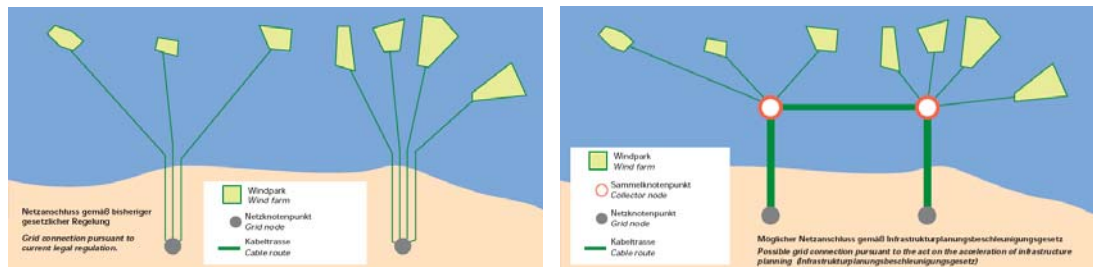 Netzanschluss gemäß bisheriger
gesetzlicher Regelung
Grid connection pursuant to
current legal regulation.
Windpark
Wind farm
Netzknotenpunkt
Grid node
Kabeltrasse
Cable route
Windpark
Wind farm
Sammelknotenpunkt
Collector node
Netzknotenpunkt
Grid node
Kabeltrasse
Cable route
Möglicher Netzanschluss gemäß Infrastrukturplanungsbeschleunigungsgesetz
Possible grid connection pursuant to the act on the acceleration of infrastructure
planning (Infrastrukturplanungsbeschleunigungsgesetz)